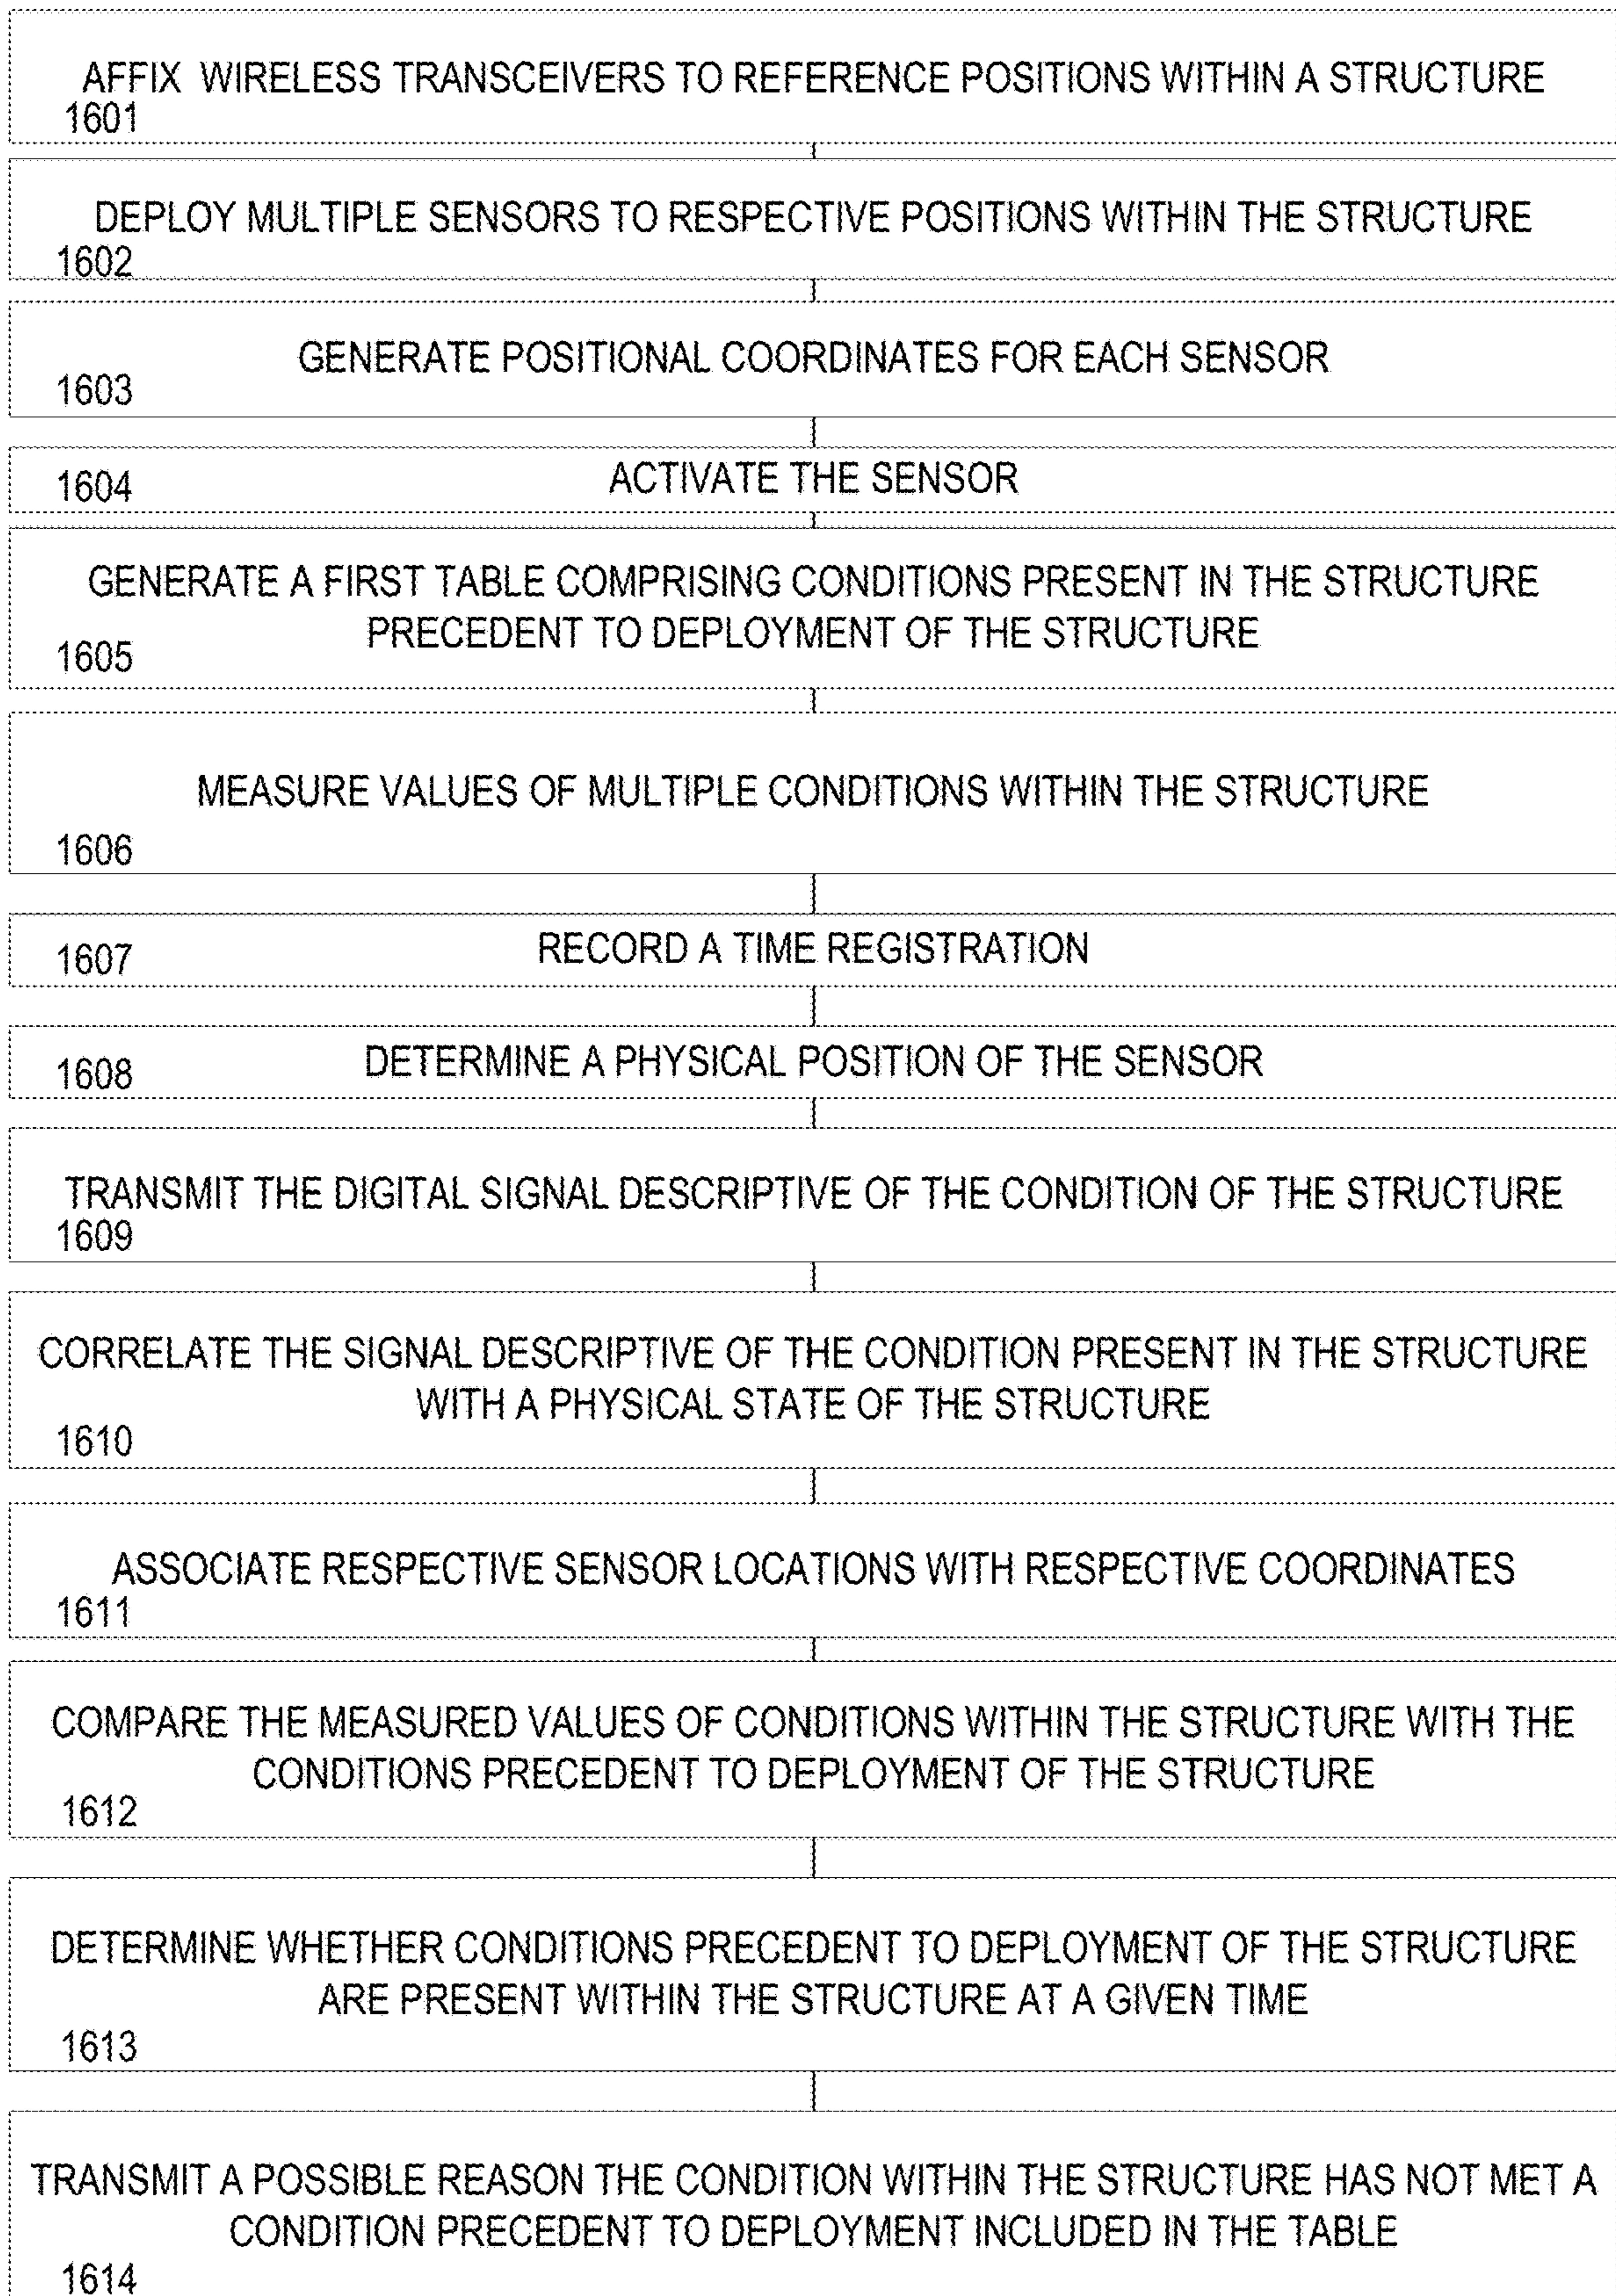 AFFIX WIRELESS TRANSCEIVERS TO REFERENCE POSITIONS WITHIN A STRUCTURE
1601
DEPLOY MULTIPLE SENSORS TO RESPECTIVE POSITIONS WITHIN THE STRUCTURE
1602
GENERATE POSITIONAL COORDINATES FOR EACH SENSOR
1603
ACTIVATE THE SENSOR
1604
GENERATE A FIRST TABLE COMPRISING CONDITIONS PRESENT IN THE STRUCTURE
PRECEDENT TO DEPLOYMENT OF THE STRUCTURE
1605
MEASURE VALUES OF MULTIPLE CONDITIONS WITHIN THE STRUCTURE
1606
RECORD A TIME REGISTRATION
1607
DETERMINE A PHYSICAL POSITION OF THE SENSOR
1608
TRANSMIT THE DIGITAL SIGNAL DESCRIPTIVE OF THE CONDITION OF THE STRUCTURE
1609
CORRELATE THE SIGNAL DESCRIPTIVE OF THE CONDITION PRESENT IN THE STRUCTURE
WITH A PHYSICAL STATE OF THE STRUCTURE
1610
ASSOCIATE RESPECTIVE SENSOR LOCATIONS WITH RESPECTIVE COORDINATES
1611
COMPARE THE MEASURED VALUES OF CONDITIONS WITHIN THE STRUCTURE WITH THE
CONDITIONS PRECEDENT TO DEPLOYMENT OF THE STRUCTURE
1612
DETERMINE WHETHER CONDITIONS PRECEDENT TO DEPLOYMENT OF THE STRUCTURE
ARE PRESENT WITHIN THE STRUCTURE AT A GIVEN TIME
1613
TRANSMIT A POSSIBLE REASON THE CONDITION WITHIN THE STRUCTURE HAS NOT MET A
CONDITION PRECEDENT TO DEPLOYMENT INCLUDED IN THE TABLE
1614